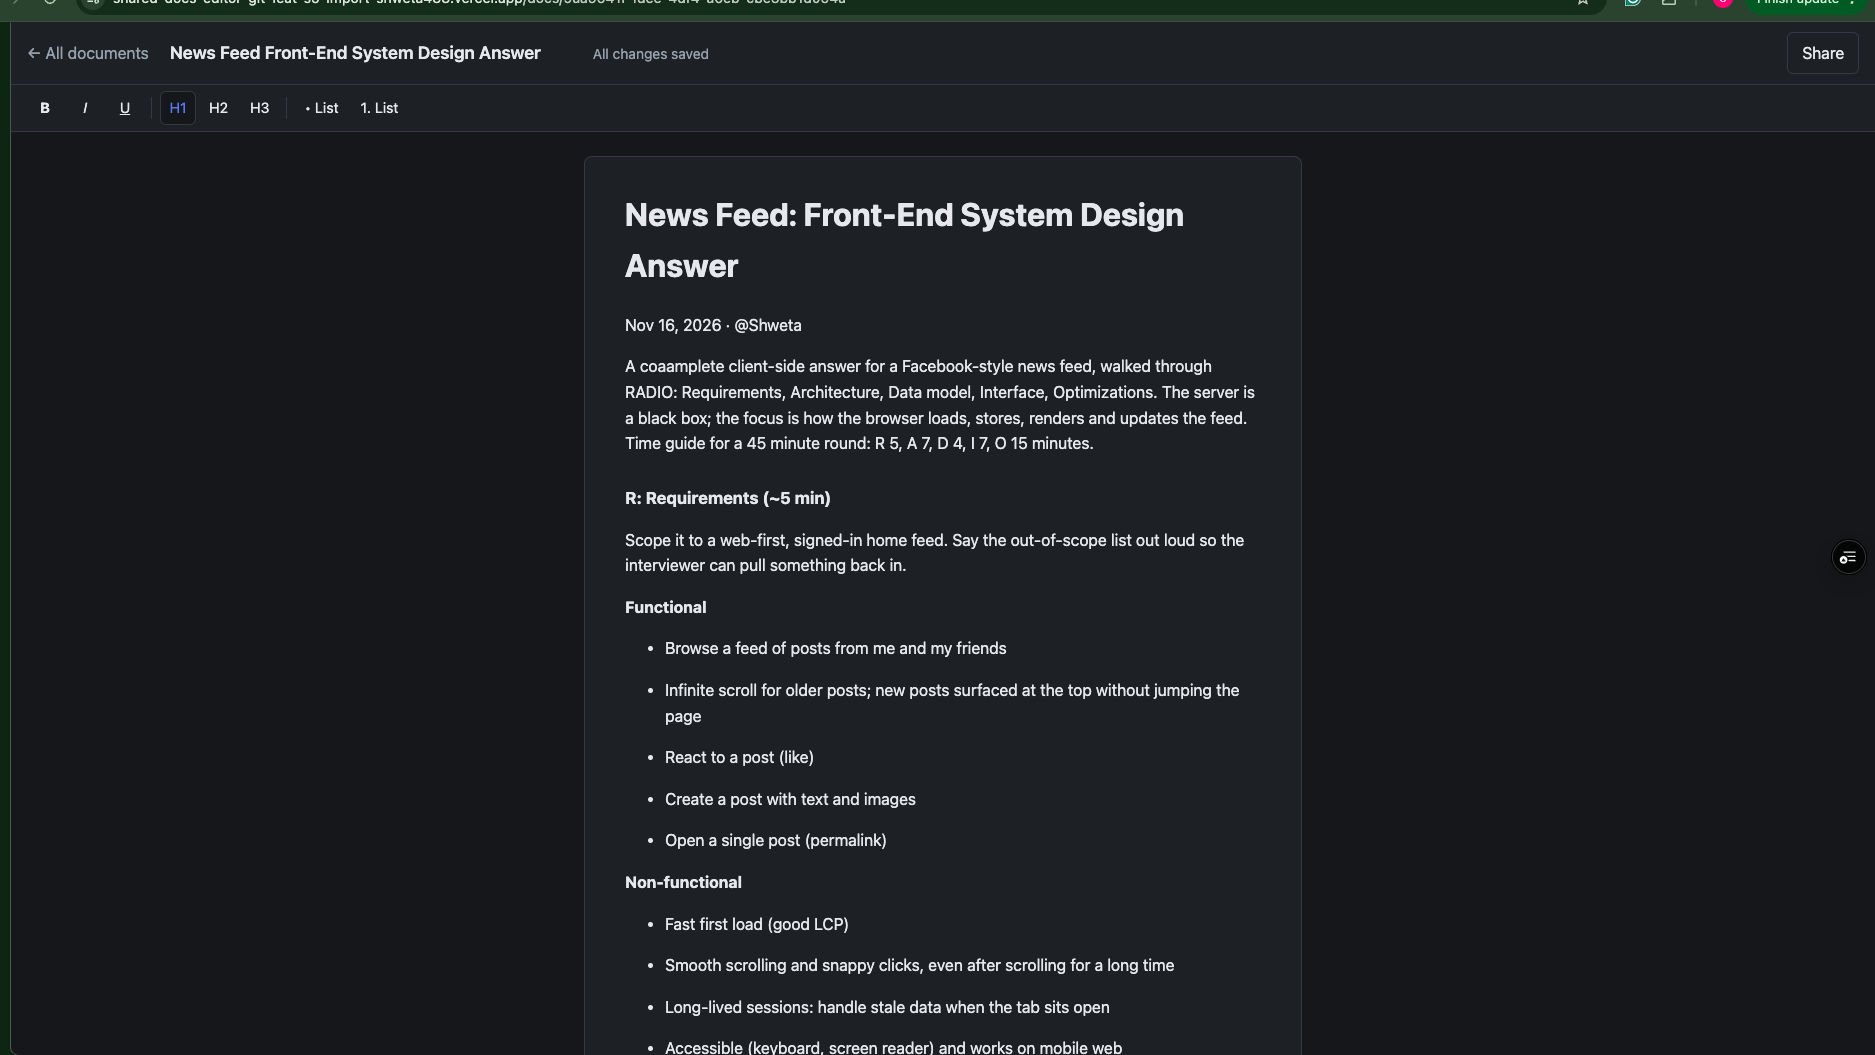 ← All documents News Feed Front-End System Design Answer All changes saved Share
B I U H1 H2 H3 • List 1. List
News Feed: Front-End System Design
Answer
Nov 16, 2026 · @Shweta
A coaamplete client-side answer for a Facebook-style news feed, walked through
RADIO: Requirements, Architecture, Data model, Interface, Optimizations. The server is
a black box; the focus is how the browser loads, stores, renders and updates the feed.
Time guide for a 45 minute round: R 5, A 7, D 4, I 7, O 15 minutes.
R: Requirements (~5 min)
Scope it to a web-first, signed-in home feed. Say the out-of-scope list out loud so the
interviewer can pull something back in.
Functional
• Browse a feed of posts from me and my friends
• Infinite scroll for older posts; new posts surfaced at the top without jumping the
page
• React to a post (like)
• Create a post with text and images
• Open a single post (permalink)
Non-functional
• Fast first load (good LCP)
• Smooth scrolling and snappy clicks, even after scrolling for a long time
• Long-lived sessions: handle stale data when the tab sits open
• Accessible (keyboard, screen reader) and works on mobile web